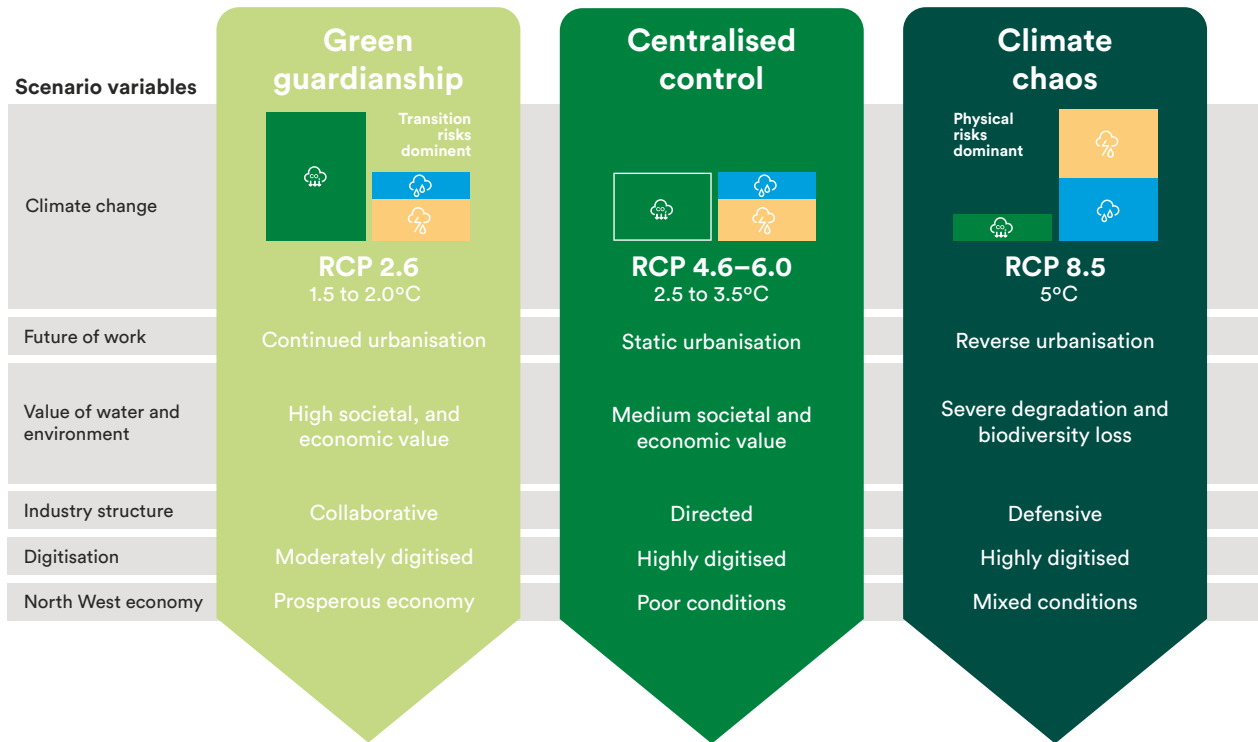 Scenario variables
Green
guardianship
Centralised
control
Climate
chaos
Climate change
Transition
risks
dominent
CO₂
RCP 2.6
1.5 to 2.0°C
CO₂
RCP 4.6–6.0
2.5 to 3.5°C
Physical
risks
dominant
CO₂
RCP 8.5
5°C
Future of work
Continued urbanisation
Static urbanisation
Reverse urbanisation
Value of water and
environment
High societal, and
economic value
Medium societal and
economic value
Severe degradation and
biodiversity loss
Industry structure
Collaborative
Directed
Defensive
Digitisation
Moderately digitised
Highly digitised
Highly digitised
North West economy
Prosperous economy
Poor conditions
Mixed conditions